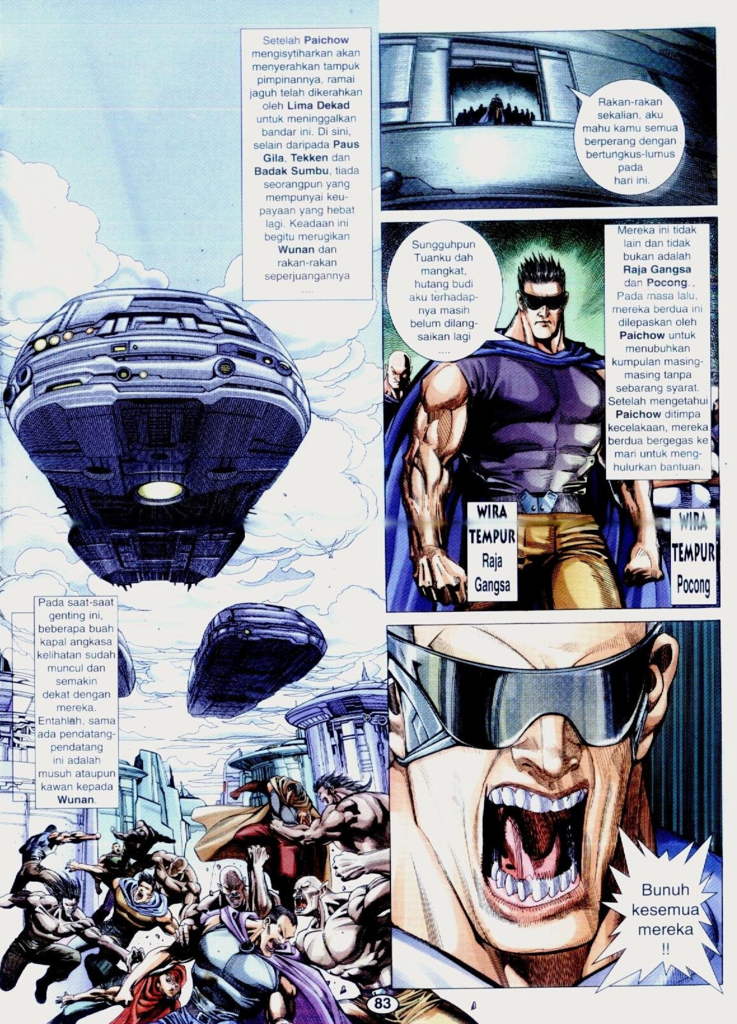 Setelah Paichow
mengisytiharkan akan
menyerahkan tampuk
pimpinannya, ramai
jaguh telah dikerahkan
oleh Lima Dekad
untuk meninggalkan
bandar ini. Di sini,
selain daripada Paus
Gila, Tekken dan
Badak Sumbu, tiada
seorangpun yang
mempunyai keu-
payaan yang hebat
lagi. Keadaan ini
begitu merugikan
Wunan dan
rakan-rakan
seperjuangannya
....
Pada saat-saat
genting ini,
beberapa buah
kapal angkasa
kelihatan sudah
muncul dan
semakin
dekat dengan
mereka.
Entahlah, sama
ada pendatang-
pendatang
ini adalah
musuh ataupun
kawan kepada
Wunan.
Rakan-rakan
sekalian, aku
mahu kamu semua
berperang dengan
bertungkus-lumus
pada
hari ini.
Sungguhpun
Tuanku dah
mangkat,
hutang budi
aku terhadap-
nya masih
belum dilang-
saikan lagi
....
Mereka ini tidak
lain dan tidak
bukan adalah
Raja Gangsa
dan Pocong.,
Pada masa lalu,
mereka berdua ini
dilepaskan oleh
Paichow untuk
menubuhkan
kumpulan masing-
masing tanpa
sebarang syarat.
Setelah mengetahui
Paichow ditimpa
kecelakaan, mereka
berdua bergegas ke
mari untuk meng-
hulurkan bantuan.
WIRA
TEMPUR
Raja
Gangsa
WIRA
TEMPUR
Pocong
Bunuh
kesemua
mereka
!!
83